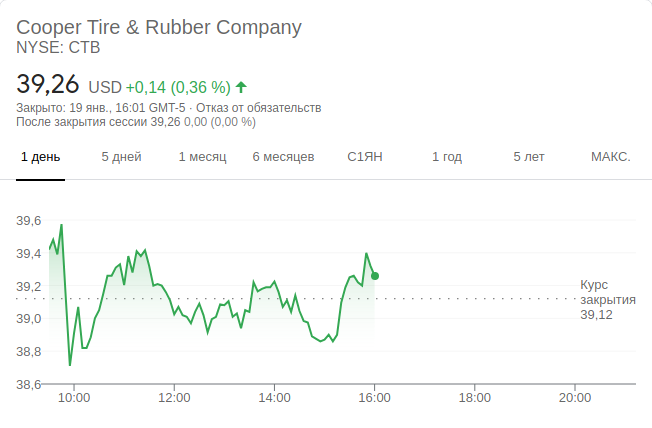 Cooper Tire & Rubber Company
NYSE: CTB
39,26 USD +0,14 (0,36 %)
Закрыто: 19 янв., 16:01 GMT-5 · Отказ от обязательств
После закрытия сессии 39,26 0,00 (0,00 %)
1 день 5 дней 1 месяц 6 месяцев С1ЯН 1 год 5 лет МАКС.
39,6
39,4
39,2
39,0
38,8
38,6
Курс
закрытия
39,12
10:00 12:00 14:00 16:00 18:00 20:00